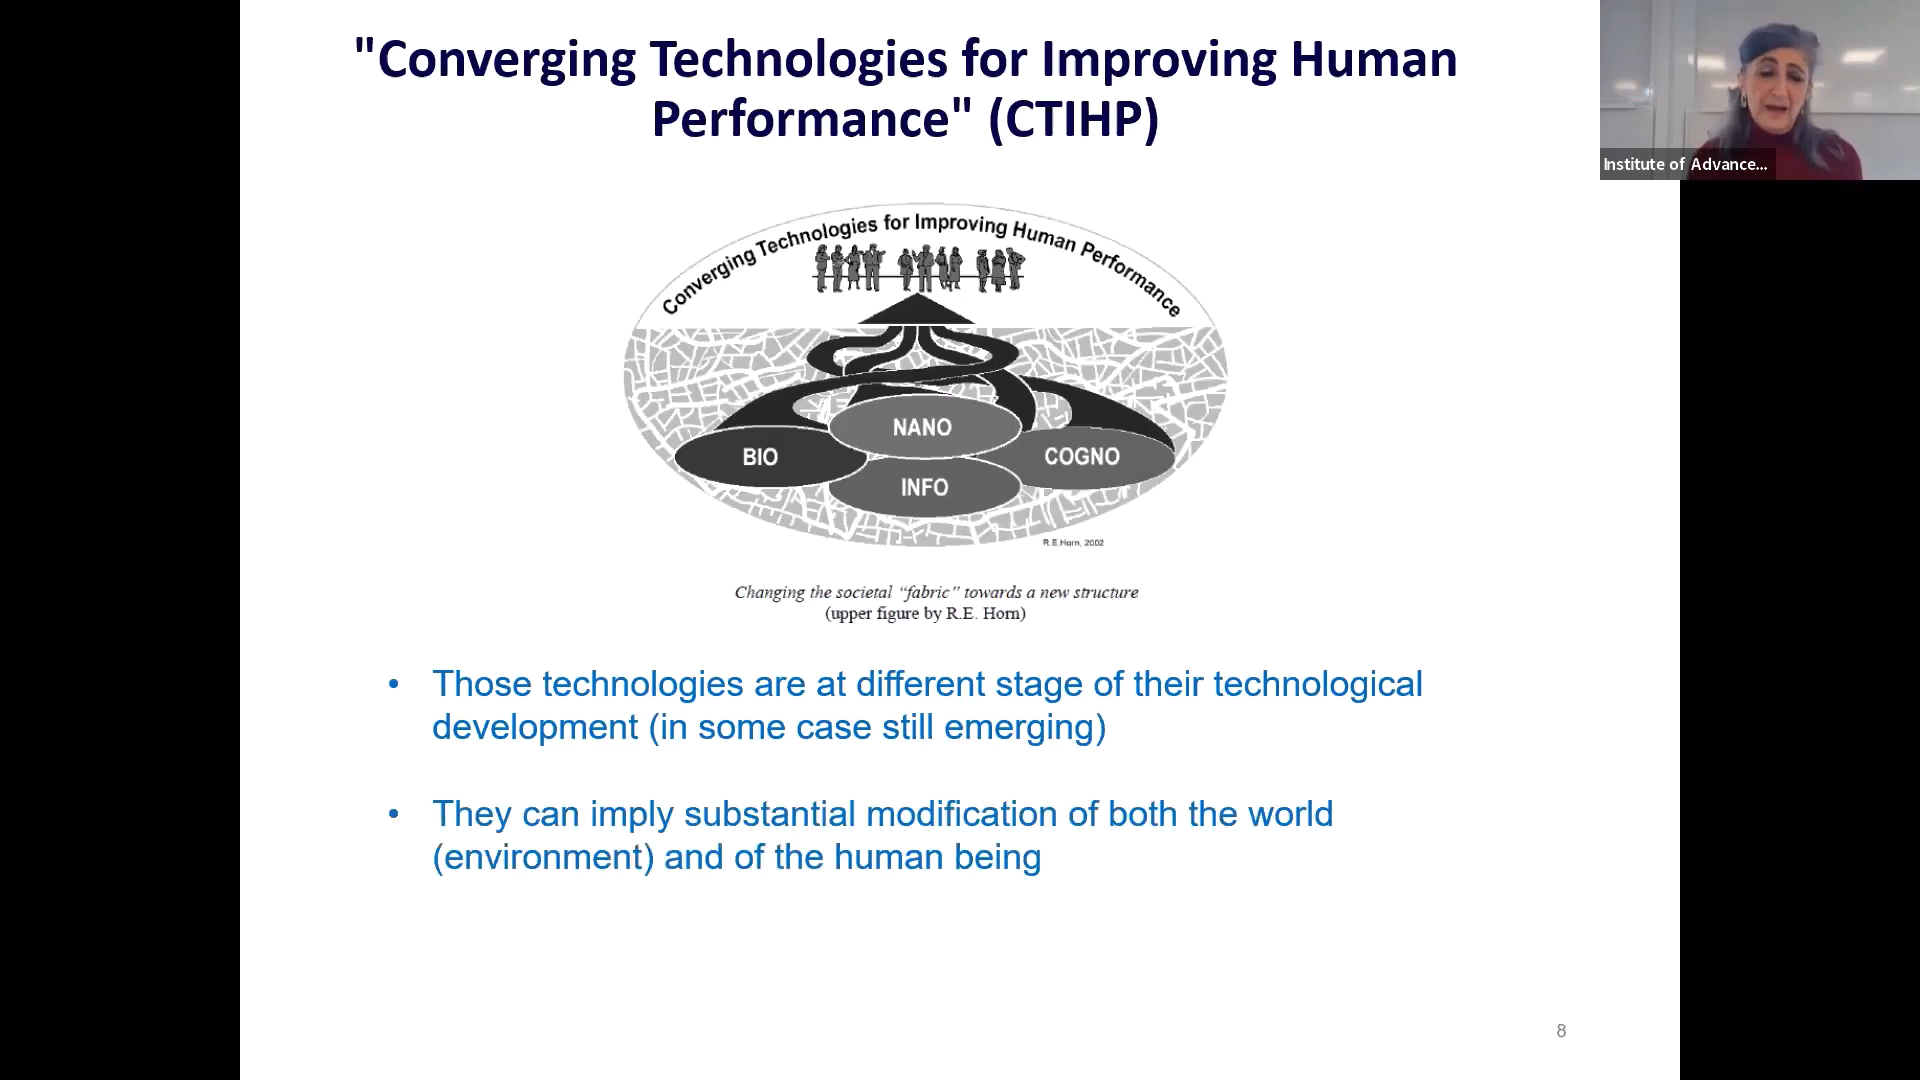 "Converging Technologies for Improving Human
Performance" (CTIHP)
Institute of Advance...
Converging Technologies for Improving Human Performance
NANO
BIO
COGNO
INFO
R.E.Horn, 2002
Changing the societal “fabric” towards a new structure
(upper figure by R.E. Horn)
• Those technologies are at different stage of their technological
development (in some case still emerging)
• They can imply substantial modification of both the world
(environment) and of the human being
8